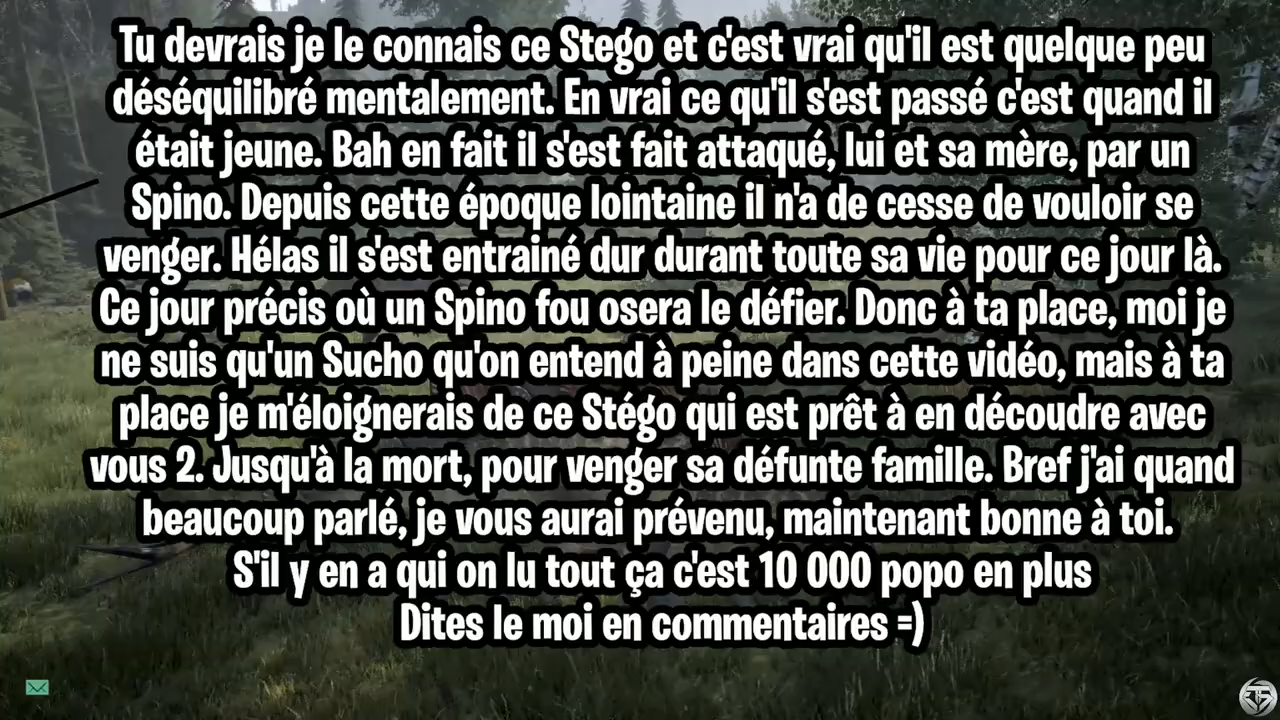 Tu devrais je le connais ce Stego et c'est vrai qu'il est quelque peu
déséquilibré mentalement. En vrai ce qu'il s'est passé c'est quand il
était jeune. Bah en fait il s'est fait attaqué, lui et sa mère, par un
Spino. Depuis cette époque lointaine il n'a de cesse de vouloir se
venger. Hélas il s'est entrainé dur durant toute sa vie pour ce jour là.
Ce jour précis où un Spino fou osera le défier. Donc à ta place, moi je
ne suis qu'un Sucho qu'on entend à peine dans cette vidéo, mais à ta
place je m'éloignerais de ce Stégo qui est prêt à en découdre avec
vous 2. Jusqu'à la mort, pour venger sa défunte famille. Bref j'ai quand
beaucoup parlé, je vous aurai prévenu, maintenant bonne à toi.
S'il y en a qui on lu tout ça c'est 10 000 popo en plus
Dites le moi en commentaires =)